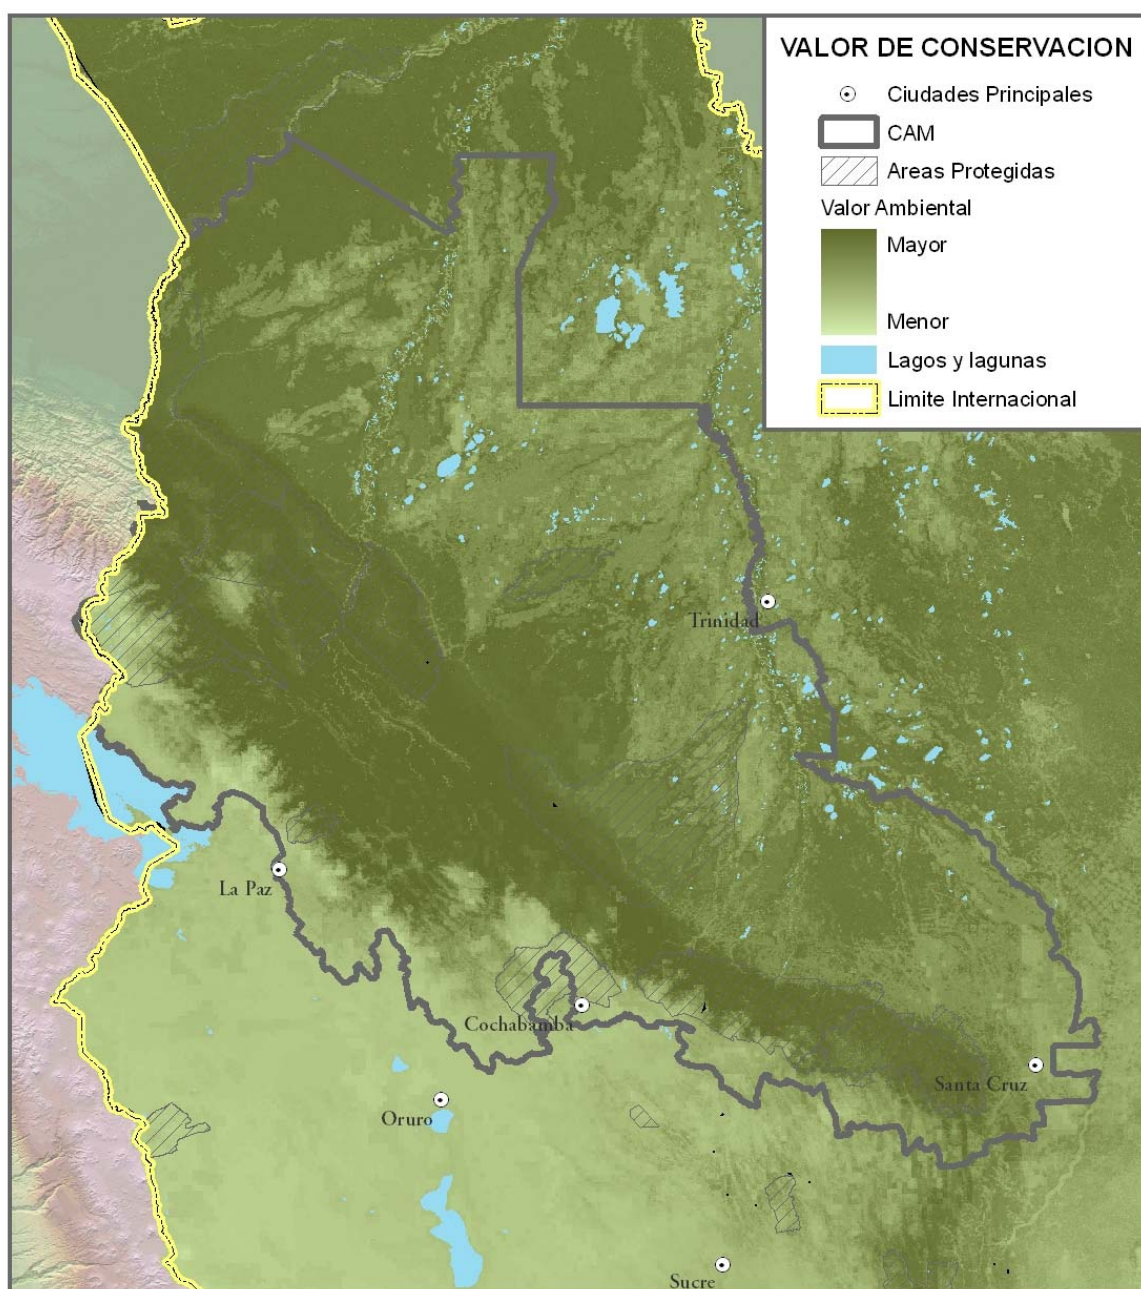 VALOR DE CONSERVACION
Ciudades Principales
CAM
Areas Protegidas
Valor Ambiental
Mayor
Menor
Lagos y lagunas
Limite Internacional
Trinidad
La Paz
Cochabamba
Santa Cruz
Oruro
Sucre